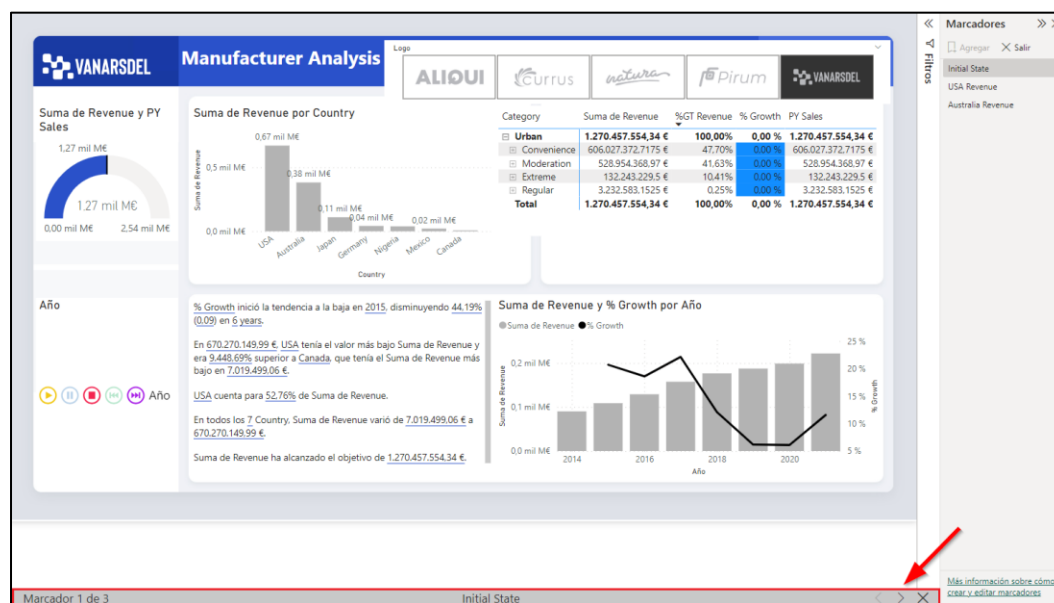 VANARSDEL
Manufacturer Analysis
Logo
ALIQUI
Currus
natura
Pirum
VANARSDEL
Suma de Revenue y PY
Sales
1,27 mil M€
1,27 mil M€
0,00 mil M€
2,54 mil M€
Suma de Revenue por Country
Suma de Revenue
0,5 mil M€
0,0 mil M€
0,67 mil M€
0,38 mil M€
0,11 mil M€
0,04 mil M€
0,02 mil M€
USA
Australia
Japan
Germany
Nigeria
Mexico
Canada
Country
Category Suma de Revenue %GT Revenue % Growth PY Sales
Urban 1.270.457.554,34 € 100,00% 0,00 % 1.270.457.554,34 €
Convenience 606.027.372,7175 € 47.70% 0,00 % 606.027.372,7175 €
Moderation 528.954.368,97 € 41.63% 0,00 % 528.954.368,97 €
Extreme 132.243.229,5 € 10.41% 0,00 % 132.243.229,5 €
Regular 3.232.583,1525 € 0.25% 0,00 % 3.232.583,1525 €
Total 1.270.457.554,34 € 100,00% 0,00 % 1.270.457.554,34 €
Año
Año
% Growth inició la tendencia a la baja en 2015, disminuyendo 44,19%
(0,09) en 6 years.
En 670.270.149,99 €, USA tenía el valor más bajo Suma de Revenue y
era 9.448,69% superior a Canada, que tenía el Suma de Revenue más
bajo en 7.019.499,06 €.
USA cuenta para 52,76% de Suma de Revenue.
En todos los 7 Country, Suma de Revenue varió de 7.019.499,06 € a
670.270.149,99 €.
Suma de Revenue ha alcanzado el objetivo de 1.270.457.554,34 €.
Suma de Revenue y % Growth por Año
Suma de Revenue % Growth
Suma de Revenue
0,2 mil M€
0,1 mil M€
0,0 mil M€
2014
2016
2018
2020
Año
25 %
20 %
15 %
10 %
5 %
% Growth
Filtros
Marcadores
Agregar
Salir
Initial State
USA Revenue
Australia Revenue
Más información sobre cómo
crear y editar marcadores
Marcador 1 de 3
Initial State